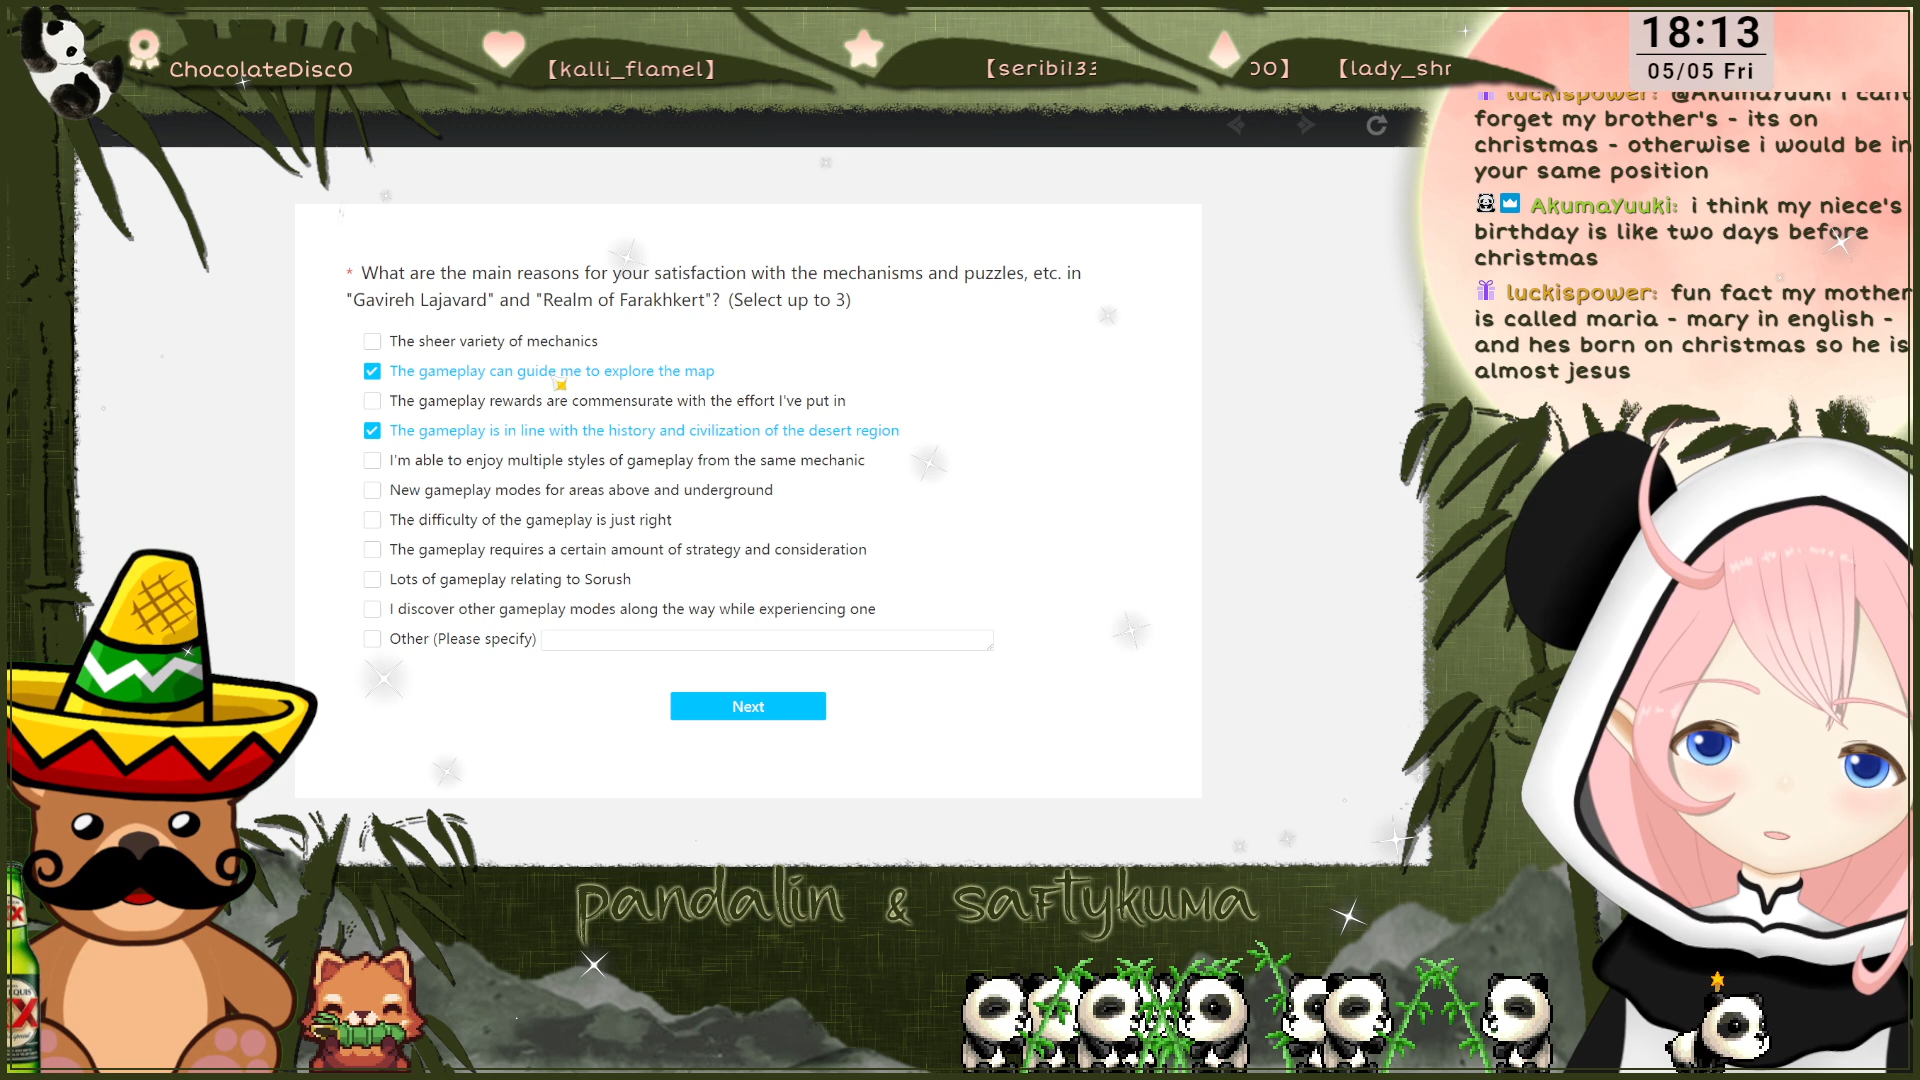 ChocolateDiscO
【kalli_flamel】
【seribi133
OO】
【lady_shr
18:13
05/05 Fri
luckispower: @AkumaYuuki i cant
forget my brother's - its on
christmas - otherwise i would be in
your same position
AkumaYuuki: i think my niece's
birthday is like two days before
christmas
luckispower: fun fact my mother
is called maria - mary in english -
and hes born on christmas so he is
almost jesus
* What are the main reasons for your satisfaction with the mechanisms and puzzles, etc. in
"Gavireh Lajavard" and "Realm of Farakhkert"? (Select up to 3)
The sheer variety of mechanics
The gameplay can guide me to explore the map
The gameplay rewards are commensurate with the effort I've put in
The gameplay is in line with the history and civilization of the desert region
I'm able to enjoy multiple styles of gameplay from the same mechanic
New gameplay modes for areas above and underground
The difficulty of the gameplay is just right
The gameplay requires a certain amount of strategy and consideration
Lots of gameplay relating to Sorush
I discover other gameplay modes along the way while experiencing one
Other (Please specify)
Next
pandalin & saftykuma